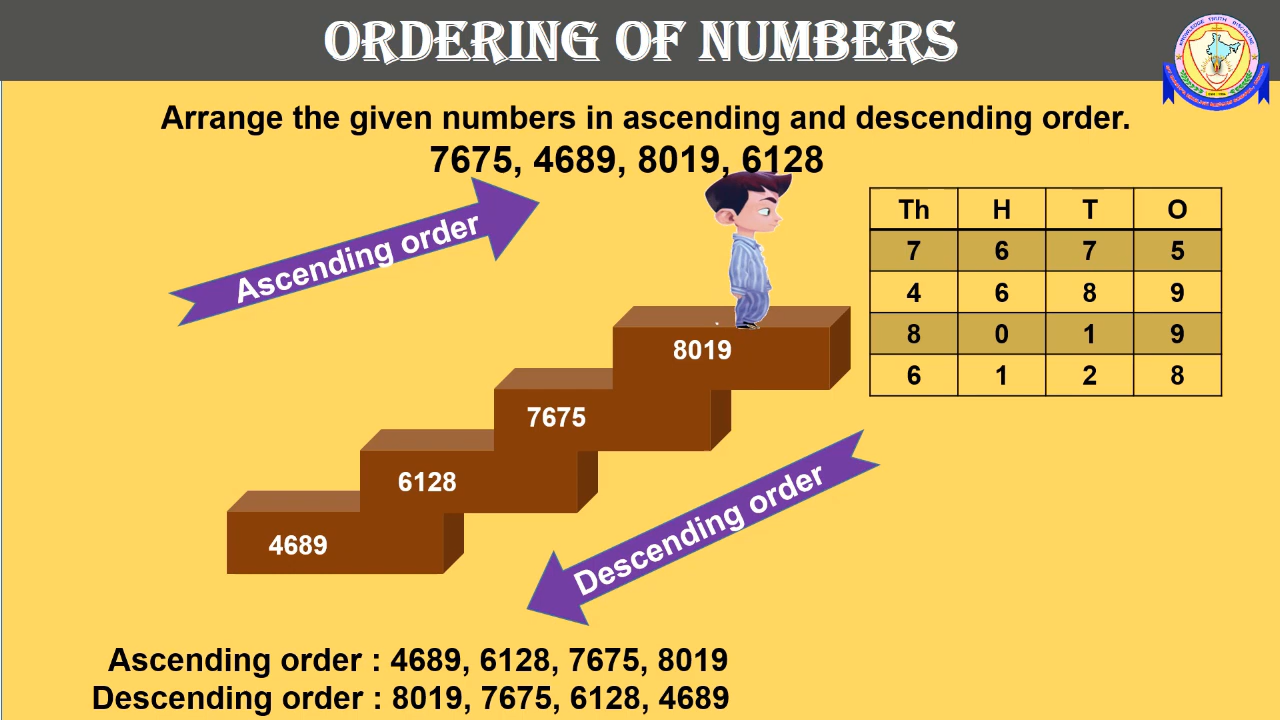 ORDERING OF NUMBERS
Arrange the given numbers in ascending and descending order.
7675, 4689, 8019, 6128
Ascending order
Th H T O
7 6 7 5
4 6 8 9
8 0 1 9
6 1 2 8
8019
7675
6128
4689
Descending order
Ascending order : 4689, 6128, 7675, 8019
Descending order : 8019, 7675, 6128, 4689